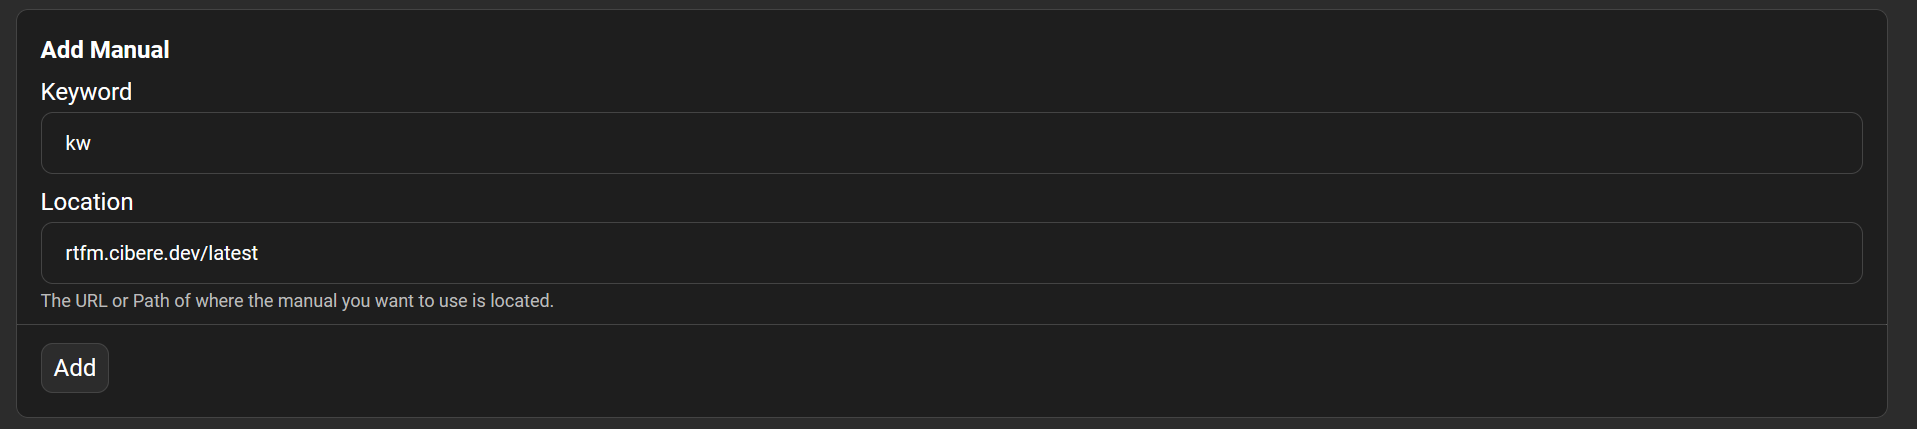 Add Manual
Keyword
kw
Location
rtfm.cibere.dev/latest
The URL or Path of where the manual you want to use is located.
Add